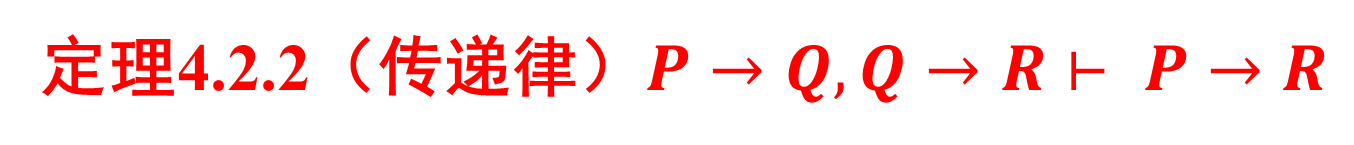 定理4.2.2（传递律）P → Q, Q → R ⊢ P → R